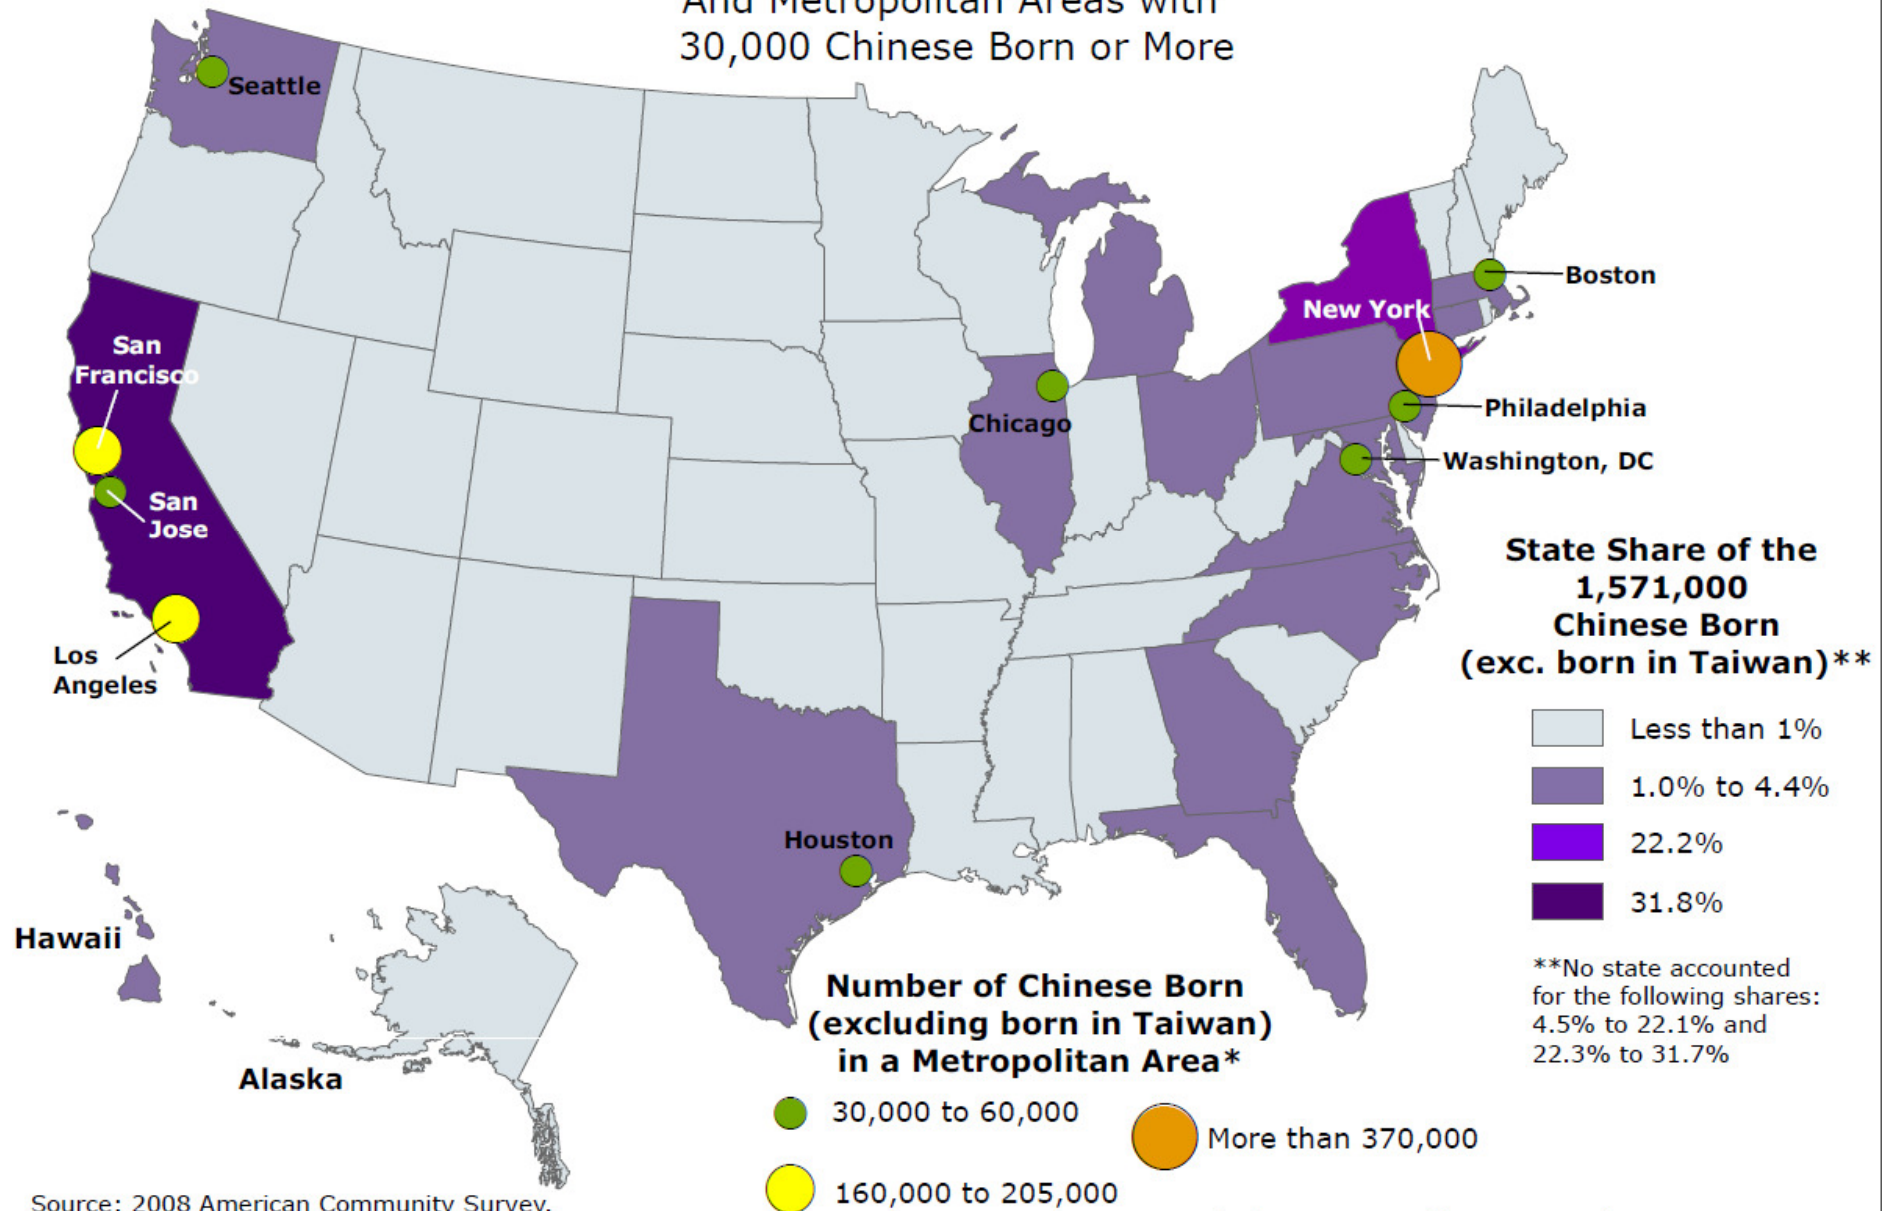 And Metropolitan Areas with
30,000 Chinese Born or More
Seattle
Boston
New York
San
Francisco
Chicago
Philadelphia
Washington, DC
San
Jose
Los
Angeles
Houston
Hawaii
Alaska
State Share of the
1,571,000
Chinese Born
(exc. born in Taiwan)**
Less than 1%
1.0% to 4.4%
22.2%
31.8%
**No state accounted
for the following shares:
4.5% to 22.1% and
22.3% to 31.7%
Number of Chinese Born
(excluding born in Taiwan)
in a Metropolitan Area*
30,000 to 60,000
More than 370,000
160,000 to 205,000
Source: 2008 American Community Survey.